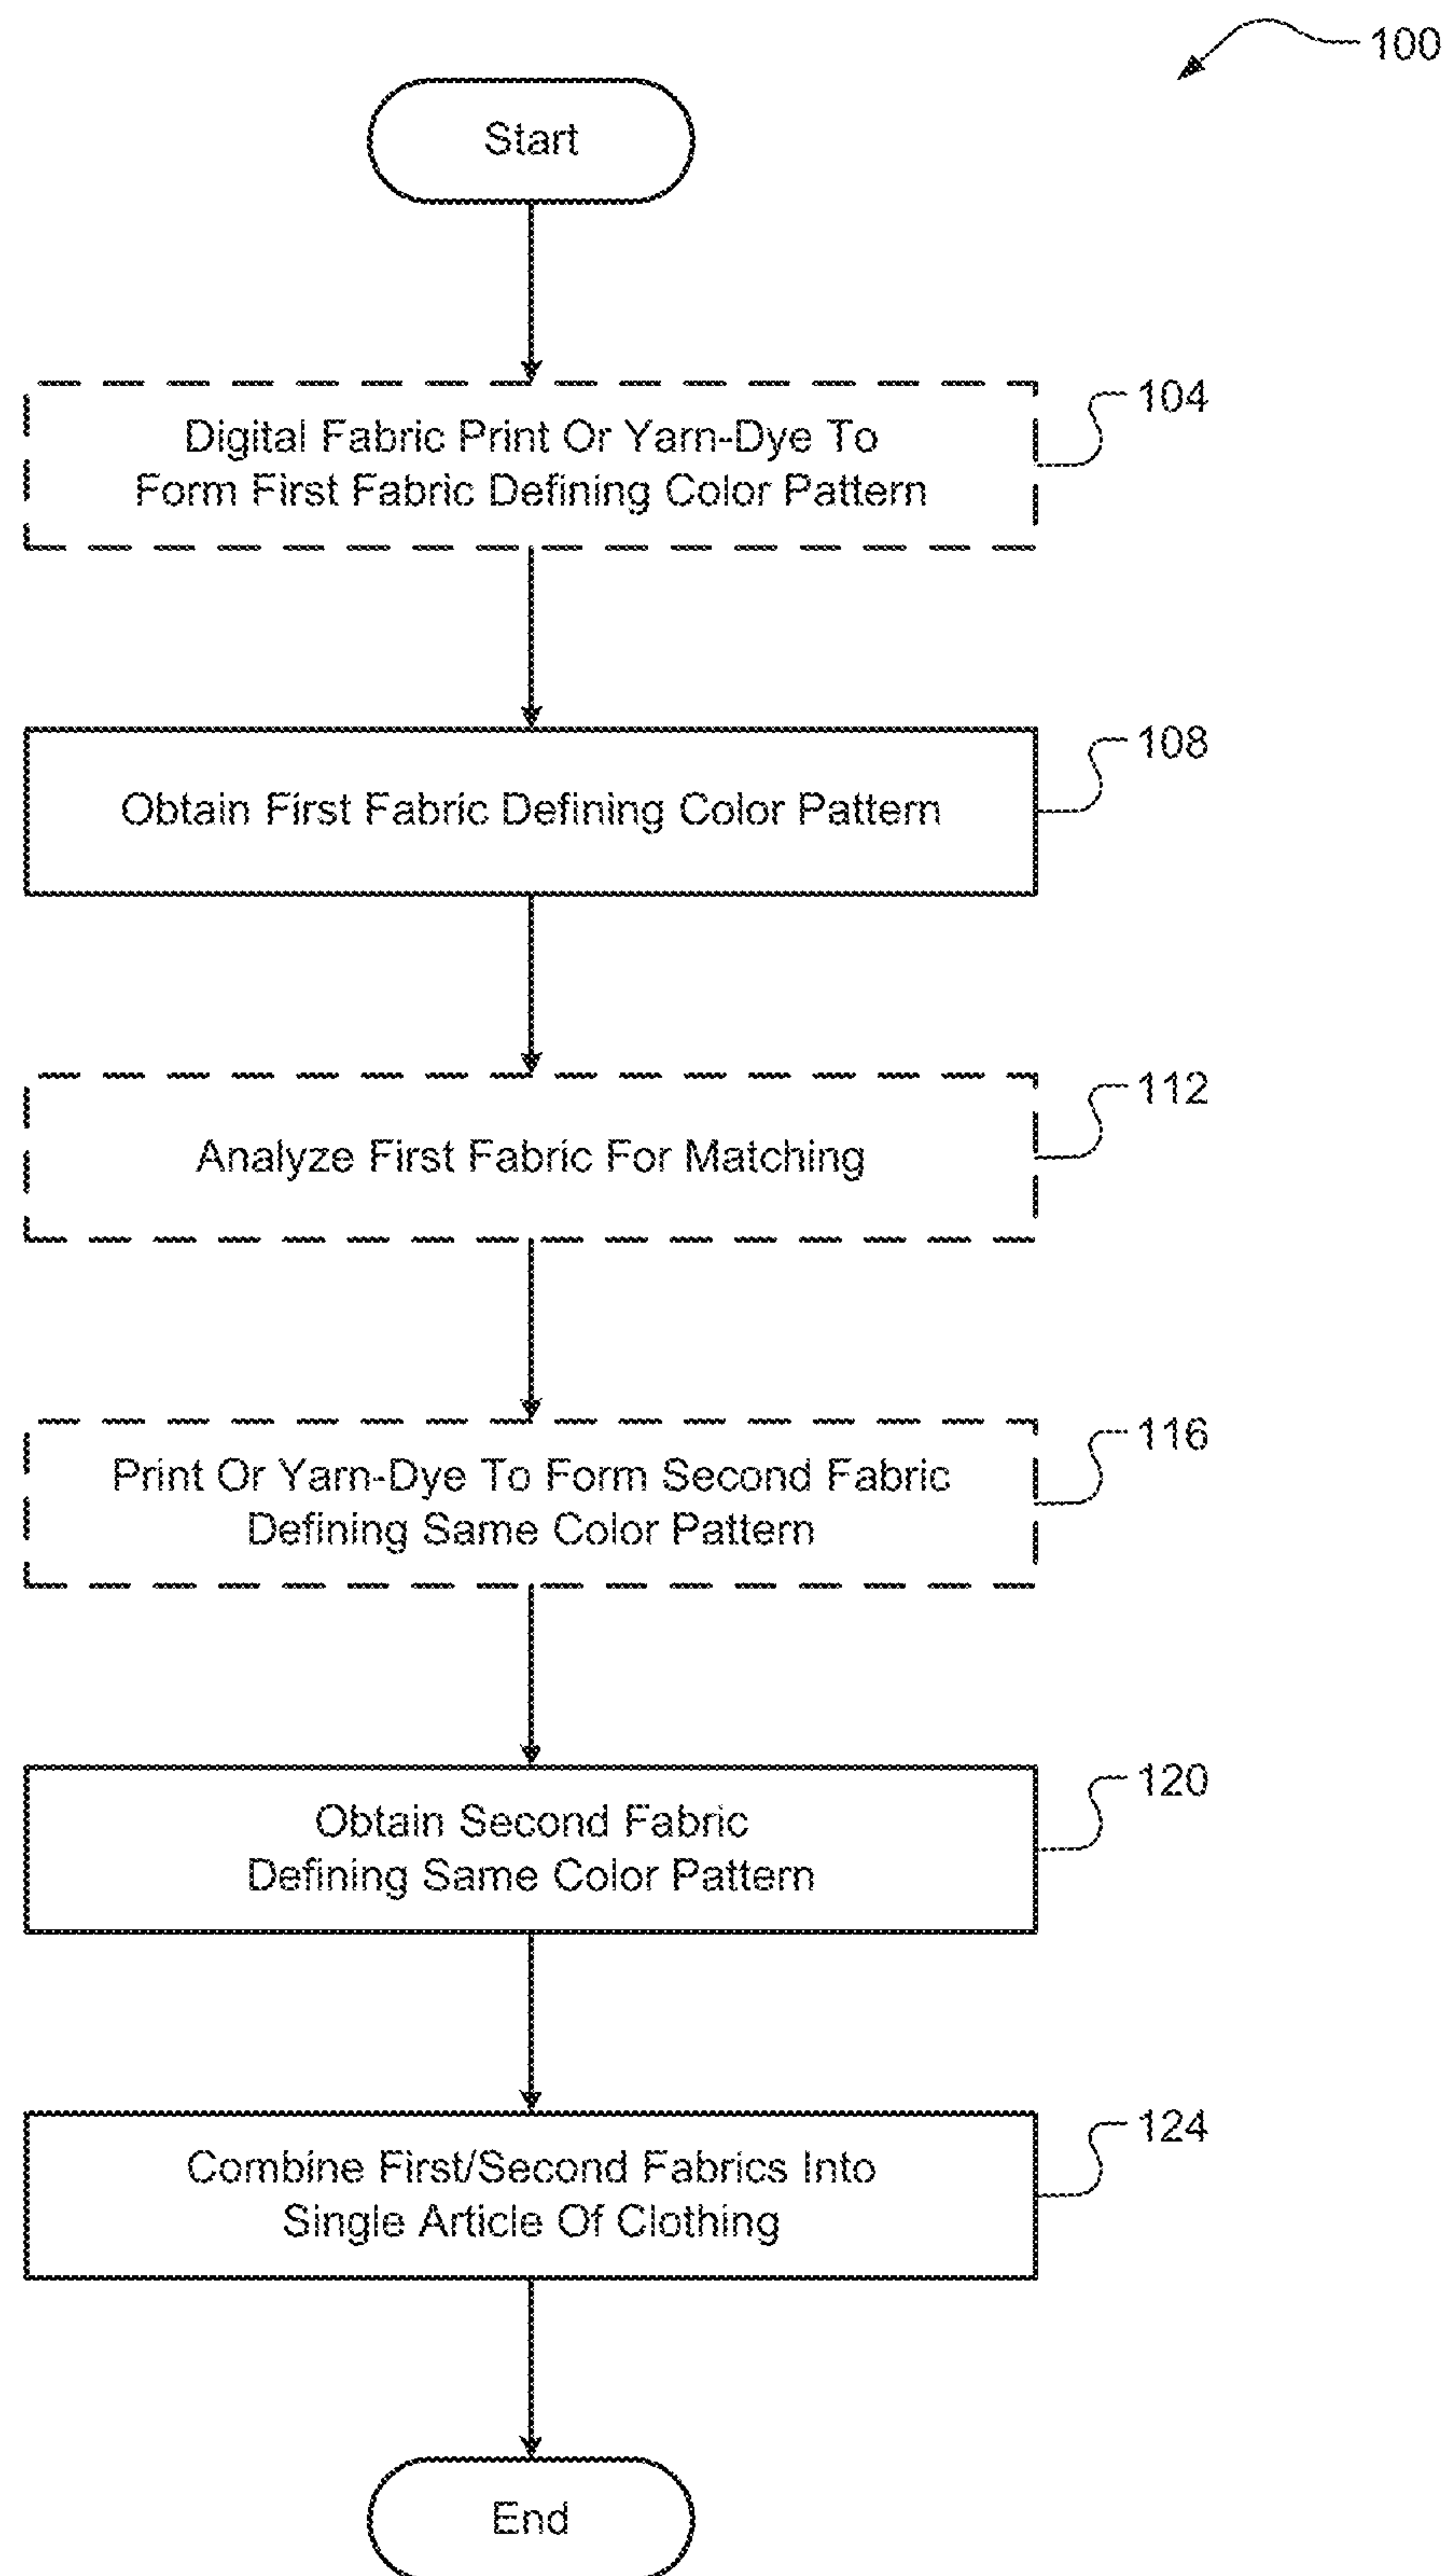 100
Start
Digital Fabric Print Or Yarn-Dye To
Form First Fabric Defining Color Pattern
104
Obtain First Fabric Defining Color Pattern
108
Analyze First Fabric For Matching
112
Print Or Yarn-Dye To Form Second Fabric
Defining Same Color Pattern
116
Obtain Second Fabric
Defining Same Color Pattern
120
Combine First/Second Fabrics Into
Single Article Of Clothing
124
End